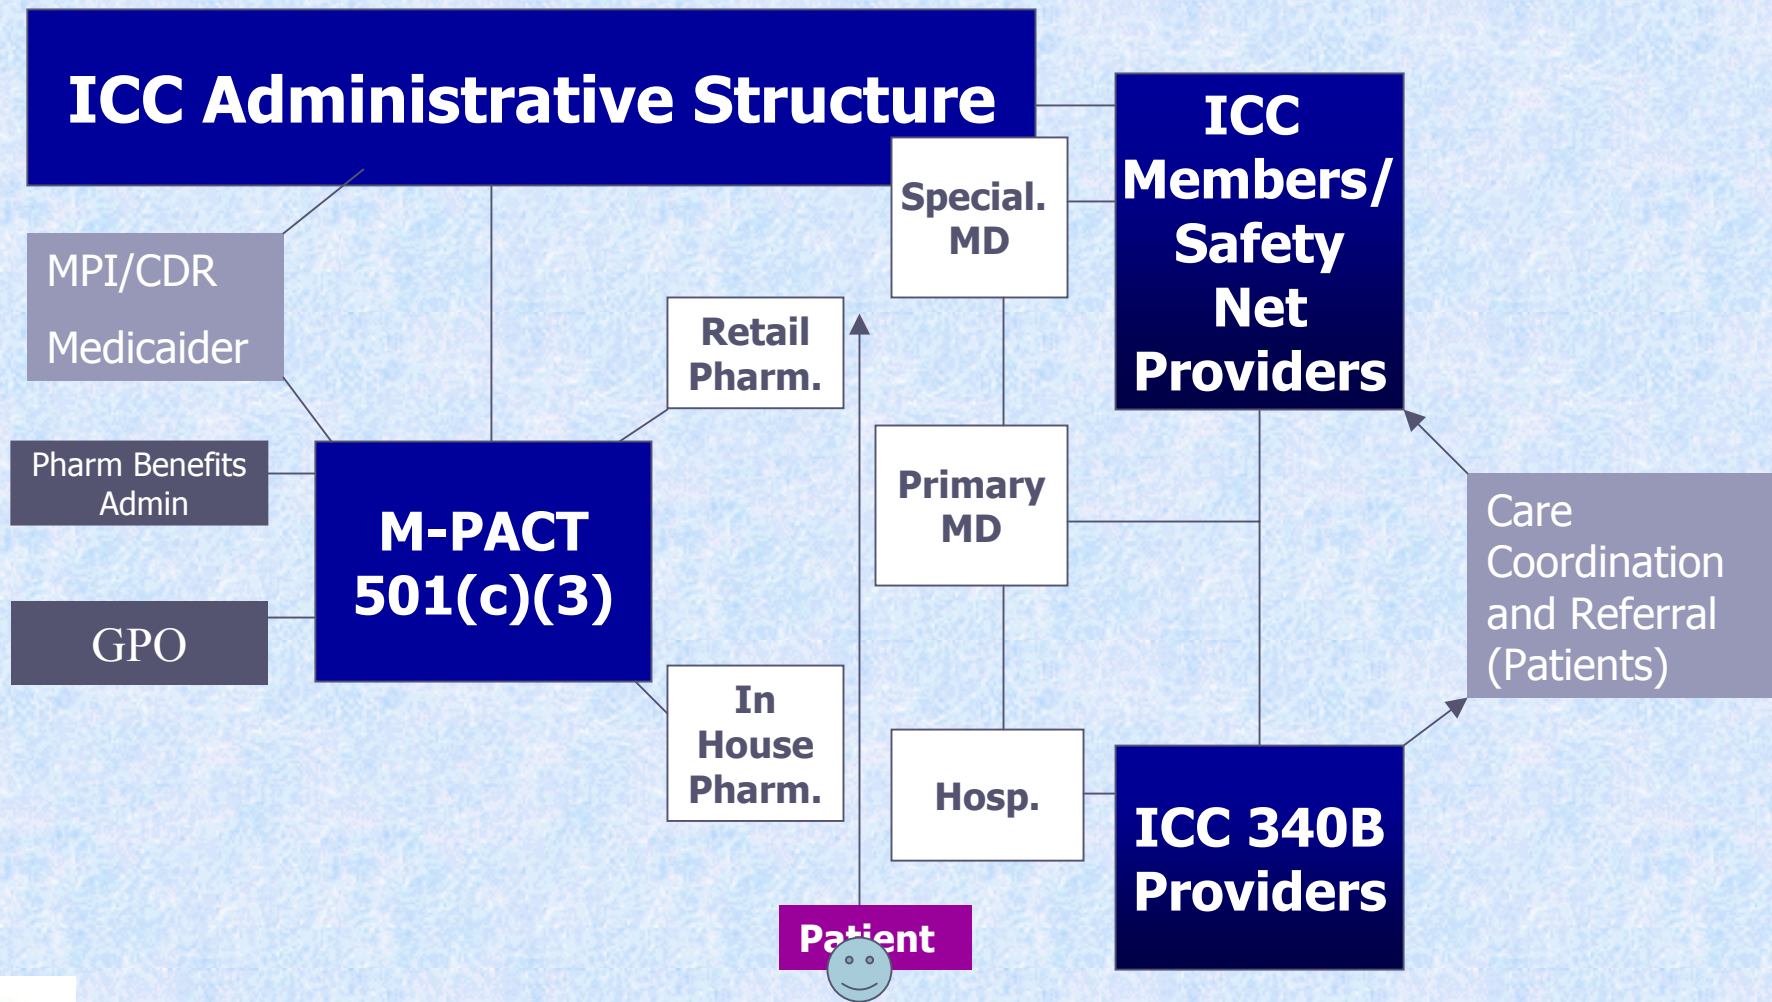 ICC Administrative Structure
ICC
Members/
Safety
Net
Providers
Special.
MD
MPI/CDR
Medicaider
Retail
Pharm.
Pharm Benefits
Admin
M-PACT
501(c)(3)
GPO
Primary
MD
Care
Coordination
and Referral
(Patients)
In
House
Pharm.
Hosp.
ICC 340B
Providers
Patient